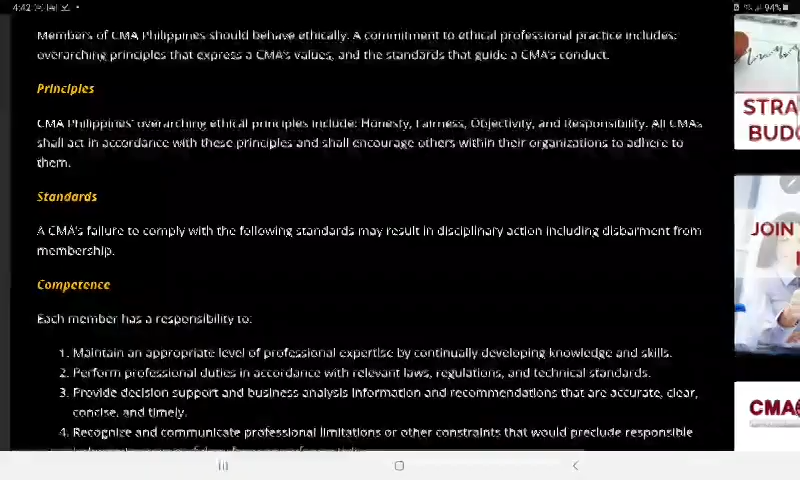 4:42
94%
Members of CMA Philippines should behave ethically. A commitment to ethical professional practice includes:
overarching principles that express a CMA's values, and the standards that guide a CMA's conduct.
Principles
CMA Philippines' overarching ethical principles include: Honesty, Fairness, Objectivity, and Responsibility. All CMAs
shall act in accordance with these principles and shall encourage others within their organizations to adhere to
them.
Standards
A CMA's failure to comply with the following standards may result in disciplinary action including disbarment from
membership.
Competence
Each member has a responsibility to:
1. Maintain an appropriate level of professional expertise by continually developing knowledge and skills.
2. Perform professional duties in accordance with relevant laws, regulations, and technical standards.
3. Provide decision support and business analysis information and recommendations that are accurate, clear,
concise, and timely.
4. Recognize and communicate professional limitations or other constraints that would preclude responsible
STRA
BUDG
JOIN
CMA